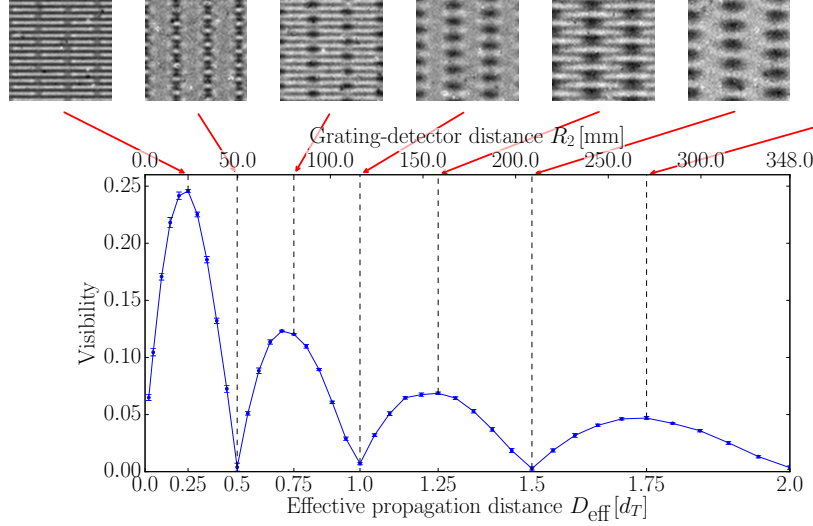 Grating-detector distance R₂ [mm]
0.0 50.0 100.0 150.0 200.0 250.0 300.0 348.0
0.25
0.20
0.15
0.10
0.05
0.00
Visibility
0.0 0.25 0.5 0.75 1.0 1.25 1.5 1.75 2.0
Effective propagation distance D_eff [d_T]